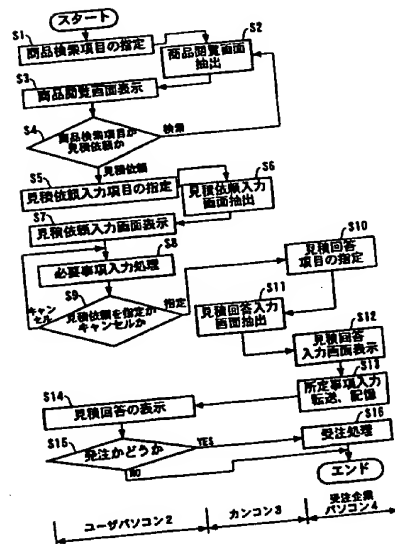 スタート
S1
商品検索項目の指定
S2
商品閲覧画面
抽出
S3
商品閲覧画面表示
S4
商品検索項目か
見積依頼か
検索
見積依頼
S5
見積依頼入力項目の指定
S6
見積依頼入力
画面抽出
S7
見積依頼入力画面表示
S8
必要事項入力処理
S9
見積依頼を指定か
キャンセルか
キャン
セル
指定
S10
見積回答
項目の指定
S11
見積回答入力
画面抽出
S12
見積回答
入力画面表示
S13
所定事項入力
転送、記憶
S14
見積回答の表示
S15
発注かどうか
YES
NO
S16
受注処理
エンド
ユーザパソコン2
カンコン3
受注企業
パソコン4